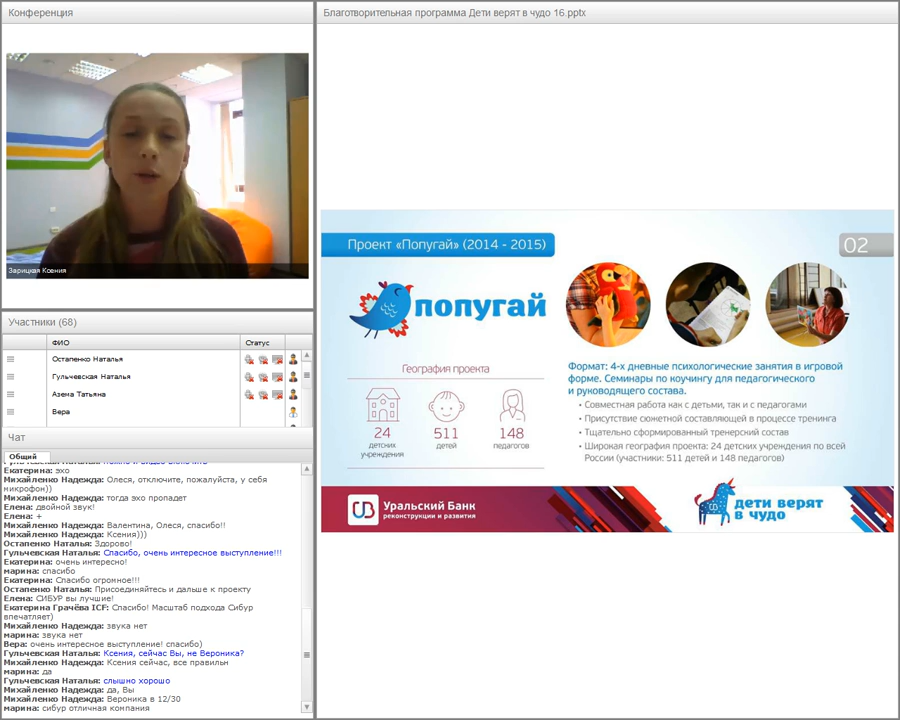 Конференция
Зарицкая Ксения
Участники (68)
ФИО
Статус
Остапенко Наталья
Гульчевская Наталья
Азема Татьяна
Вера
Чат
Общий
Екатерина: эхо
Михайленко Надежда: Олеся, отключите, пожалуйста, у себя
микрофон))
Михайленко Надежда: тогда эхо пропадет
Елена: двойной звук!
Елена: +
Михайленко Надежда: Валентина, Олеся, спасибо!!
Михайленко Надежда: Ксения)))
Остапенко Наталья: Здорово!
Гульчевская Наталья: Спасибо, очень интересное выступление!!!
Екатерина: очень интересно!
марина: спасибо
Екатерина: Спасибо огромное!!!
Остапенко Наталья: Присоединяйтесь и дальше к проекту
Елена: СИБУР вы лучшие!
Екатерина Грачёва ICF: Спасибо! Масштаб подхода Сибур
впечатляет)
Михайленко Надежда: звука нет
марина: звука нет
Вера: очень интересное выступление! спасибо)
Гульчевская Наталья: Ксения, сейчас Вы, не Вероника?
Михайленко Надежда: Ксения сейчас, все правильн
марина: да
Гульчевская Наталья: слышно хорошо
Михайленко Надежда: да, Вы
Михайленко Надежда: Вероника в 12/30
марина: сибур отличная компания
Благотворительная программа Дети верят в чудо 16.pptx
Проект «Попугай» (2014 - 2015)
02
попугай
География проекта
24
детских
учреждения
511
детей
148
педагогов
Формат: 4-х дневные психологические занятия в игровой
форме. Семинары по коучингу для педагогического
и руководящего состава.
• Совместная работа как с детьми, так и с педагогами
• Присутствие сюжетной составляющей в процессе тренинга
• Тщательно сформированный тренерский состав
• Широкая география проекта: 24 детских учреждения по всей
России (участники: 511 детей и 148 педагогов)
Уральский Банк
реконструкции и развития
дети верят
в чудо